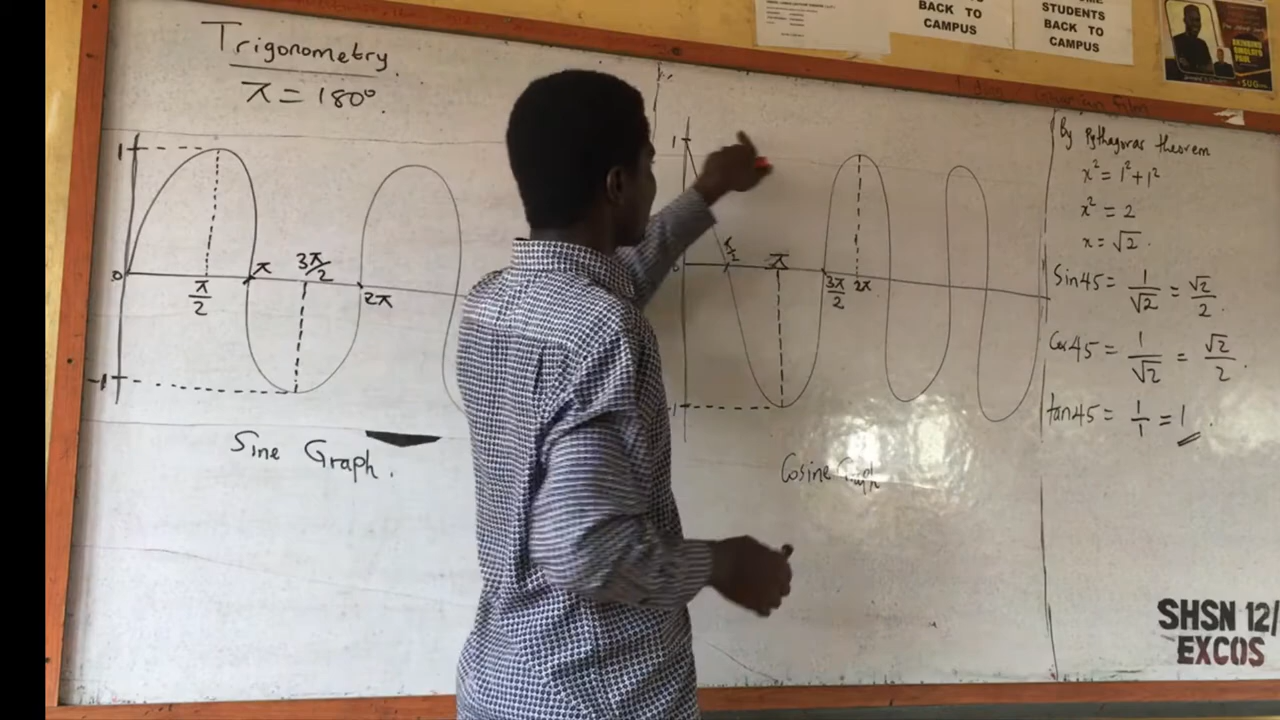 BACK TO
CAMPUS
STUDENTS
BACK TO
CAMPUS
Trigonometry.
π = 180°.
1
0
-1
π/2
π
3π/2
2π
Sine Graph.
1
π/2
π
3π/2
2π
-1
Cosine Graph
By Pythagoras theorem
x² = 1² + 1²
x² = 2
x = √2.
Sin45 = 1/√2 = √2/2.
Cos45 = 1/√2 = √2/2.
tan45 = 1/1 = 1.
SHSN 12/
EXCOS